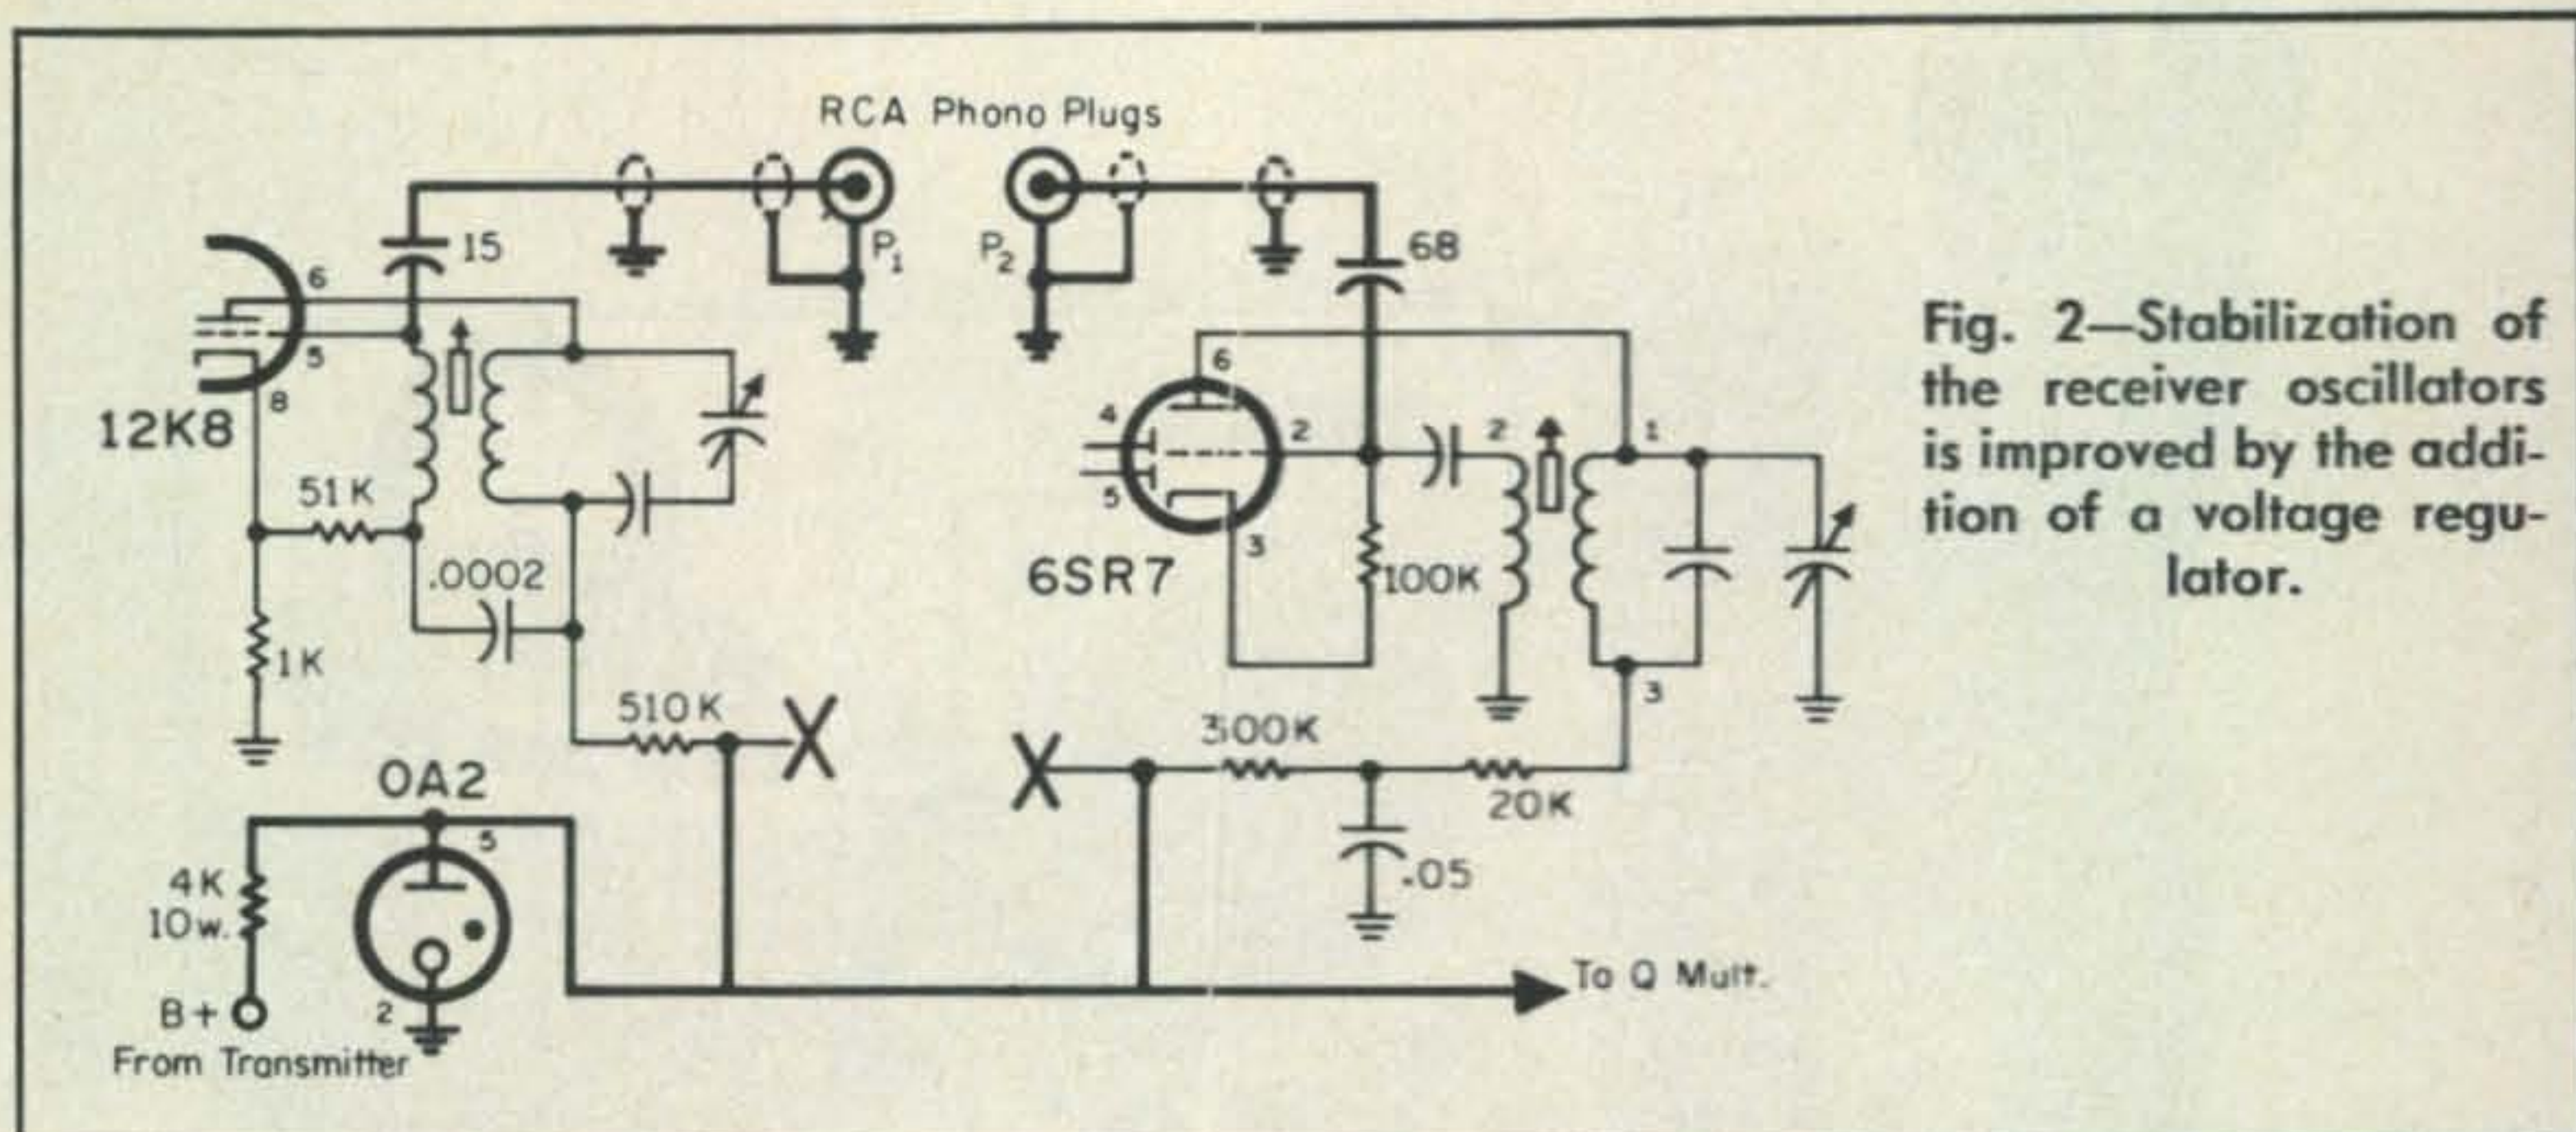 RCA Phono Plugs
15
P1
P2
68
6
5
8
12K8
51K
.0002
1K
510K
X
6
4
5
2
3
6SR7
100K
2
1
3
X
300K
20K
.05
OA2
5
4K
10w.
2
B+
From Transmitter
To Q Mult.
Fig. 2—Stabilization of
the receiver oscillators
is improved by the addi-
tion of a voltage regu-
lator.